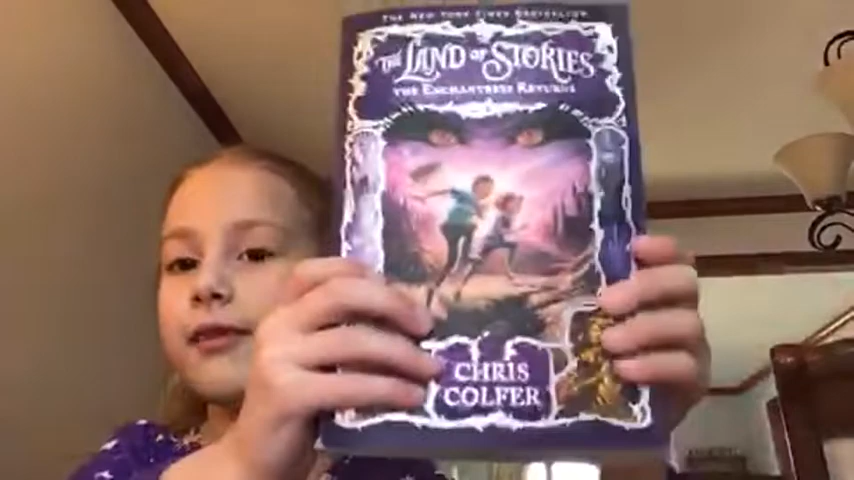 THE NEW YORK TIMES BESTSELLER
THE LAND OF STORIES
THE ENCHANTRESS RETURNS
CHRIS
COLFER